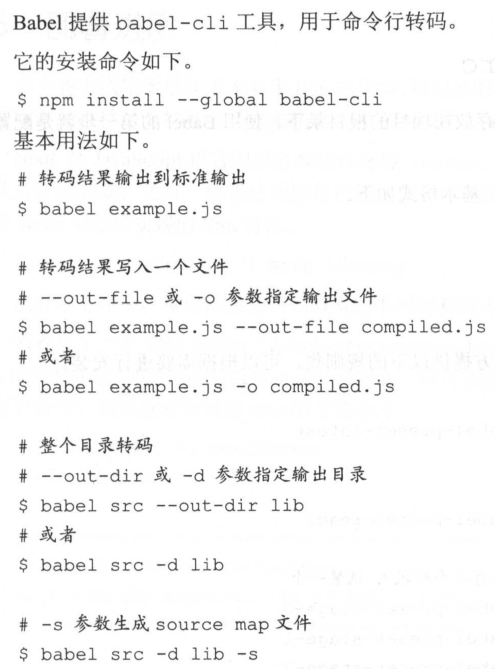 Babel 提供 babel-cli 工具，用于命令行转码。
它的安装命令如下。
$ npm install --global babel-cli
基本用法如下。
# 转码结果输出到标准输出
$ babel example.js
# 转码结果写入一个文件
# --out-file 或 -o 参数指定输出文件
$ babel example.js --out-file compiled.js
# 或者
$ babel example.js -o compiled.js
# 整个目录转码
# --out-dir 或 -d 参数指定输出目录
$ babel src --out-dir lib
# 或者
$ babel src -d lib
# -s 参数生成 source map 文件
$ babel src -d lib -s